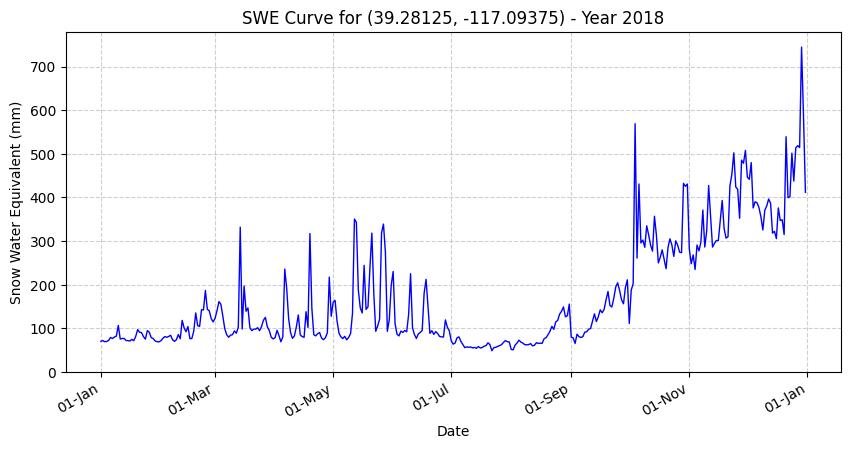 SWE Curve for (39.28125, -117.09375) - Year 2018
Snow Water Equivalent (mm)
700
600
500
400
300
200
100
0
01-Jan
01-Mar
01-May
01-Jul
01-Sep
01-Nov
01-Jan
Date